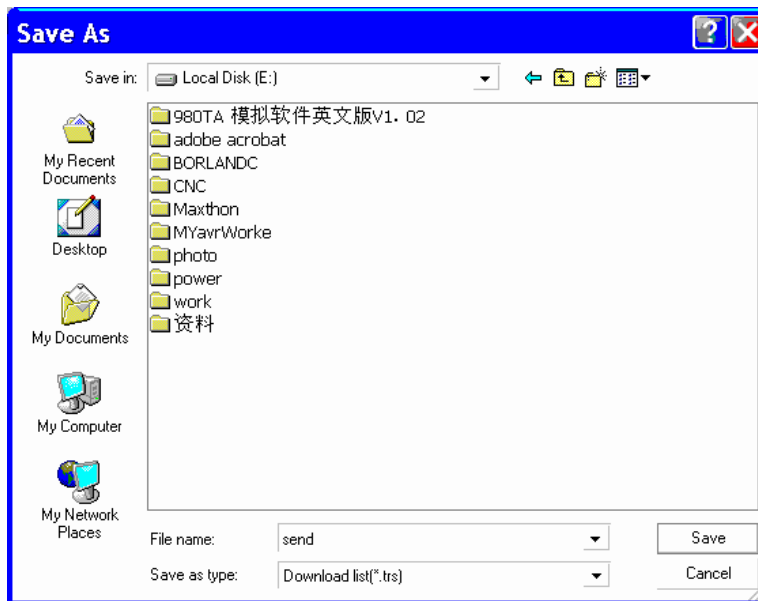 Save As
Save in:
Local Disk (E:)
My Recent
Documents
Desktop
My Documents
My Computer
My Network
Places
980TA 模拟软件英文版V1. 02
adobe acrobat
BORLANDC
CNC
Maxthon
MYavrWorke
photo
power
work
资料
File name:
send
Save
Save as type:
Download list(*.trs)
Cancel